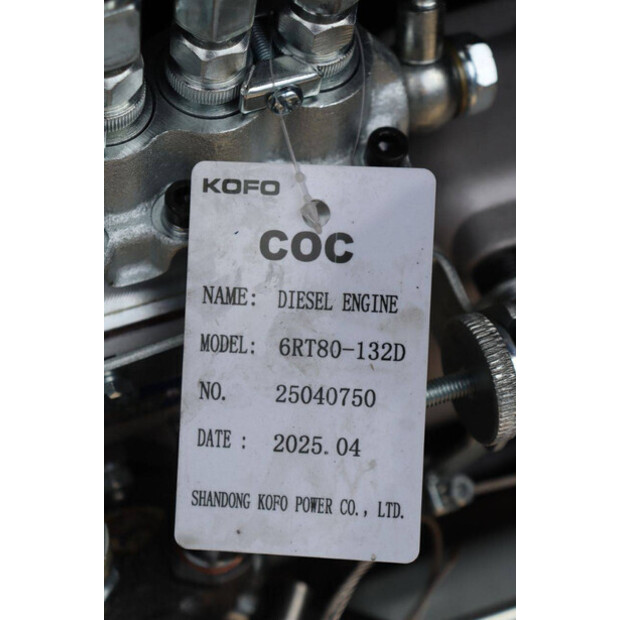 KOFO
COC
NAME: DIESEL ENGINE
MODEL: 6RT80-132D
NO. 25040750
DATE : 2025.04
SHANDONG KOFO POWER CO., LTD.